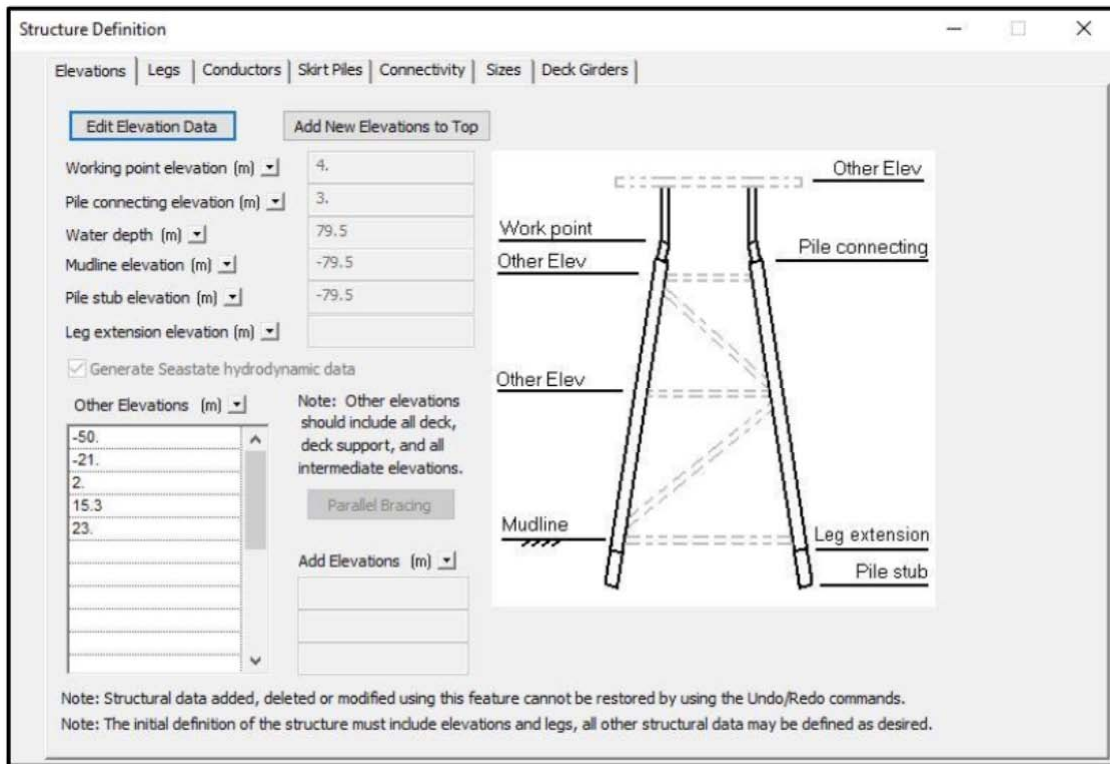 Structure Definition
Elevations Legs Conductors Skirt Piles Connectivity Sizes Deck Girders
Edit Elevation Data Add New Elevations to Top
Working point elevation (m) 4.
Pile connecting elevation (m) 3.
Water depth (m) 79.5
Mudline elevation (m) -79.5
Pile stub elevation (m) -79.5
Leg extension elevation (m)
Generate Seastate hydrodynamic data
Other Elevations (m)
-50.
-21.
2.
15.3
23.
Note: Other elevations
should include all deck,
deck support, and all
intermediate elevations.
Parallel Bracing
Add Elevations (m)
Other Elev
Work point
Pile connecting
Other Elev
Other Elev
Mudline
Leg extension
Pile stub
Note: Structural data added, deleted or modified using this feature cannot be restored by using the Undo/Redo commands.
Note: The initial definition of the structure must include elevations and legs, all other structural data may be defined as desired.